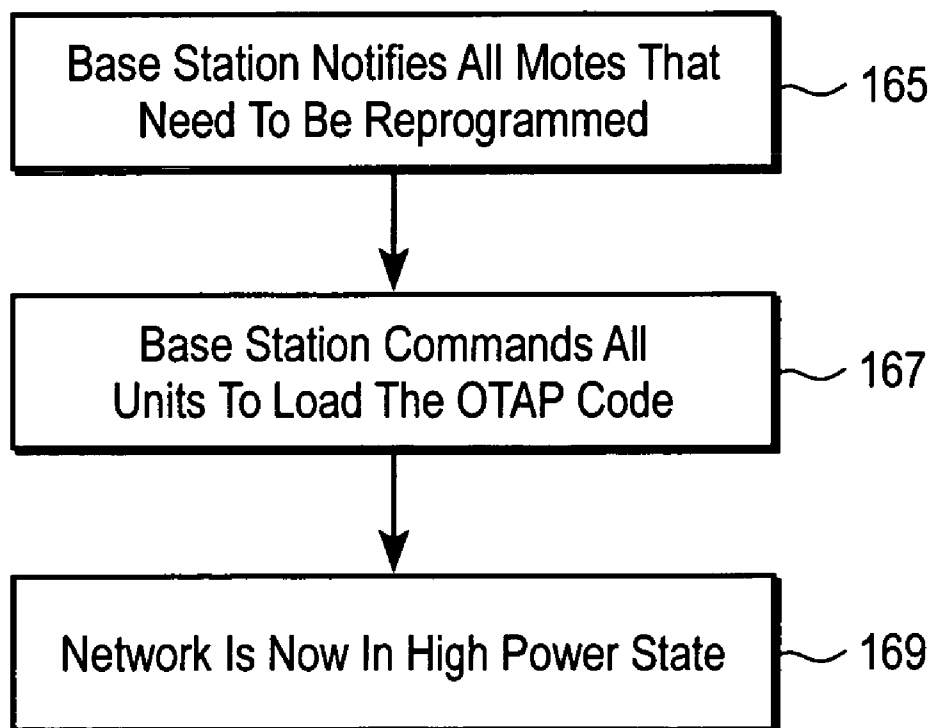 Base Station Notifies All Motes That
Need To Be Reprogrammed
165
Base Station Commands All
Units To Load The OTAP Code
167
Network Is Now In High Power State
169